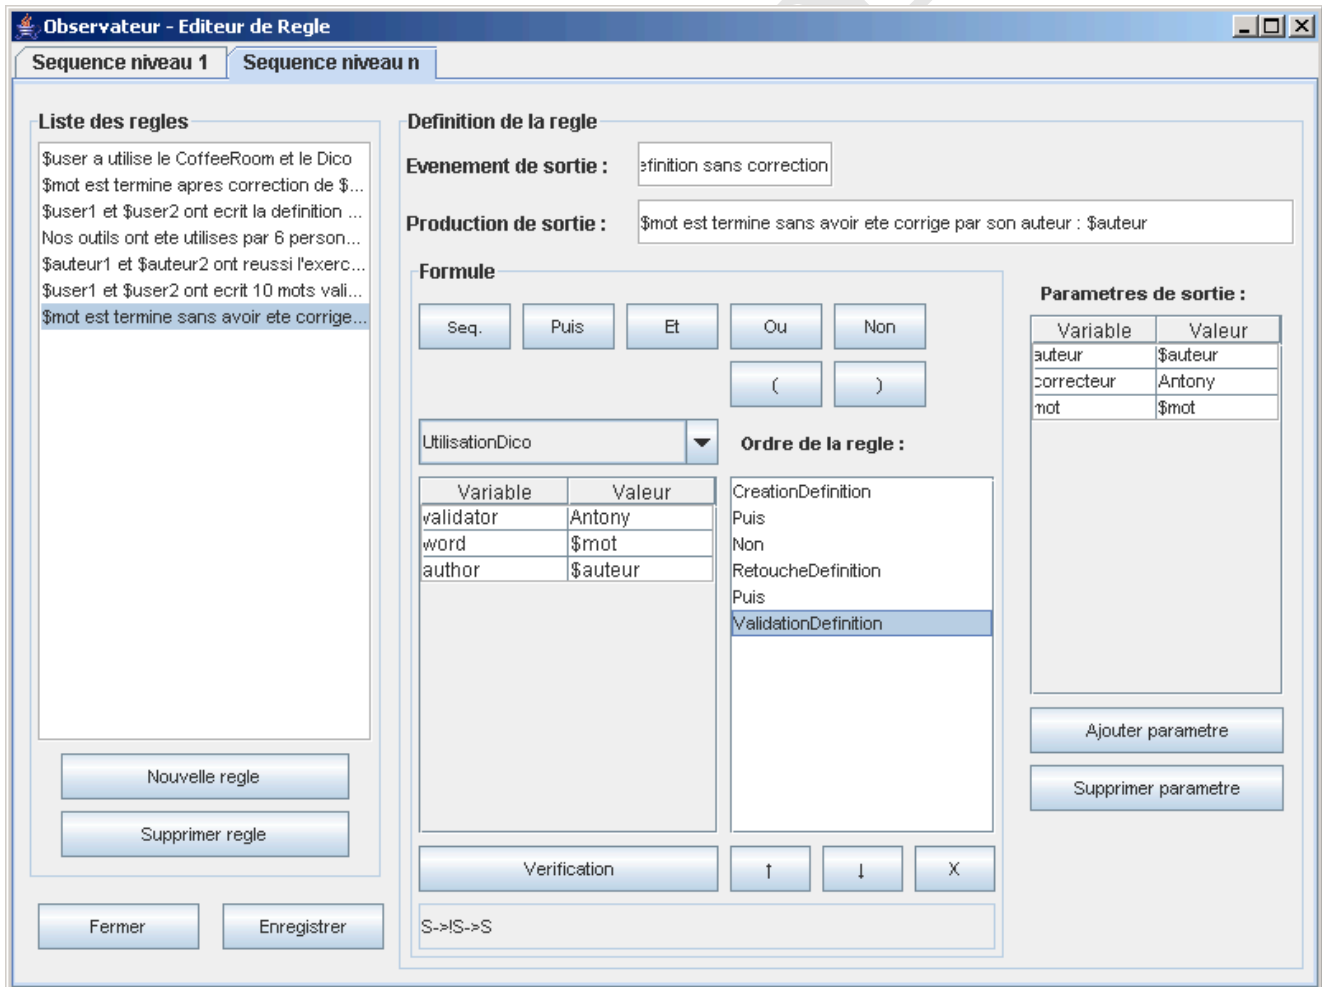 Observateur - Editeur de Regle
Sequence niveau 1
Sequence niveau n
Liste des regles
$user a utilise le CoffeeRoom et le Dico
$mot est termine apres correction de $...
$user1 et $user2 ont ecrit la definition ...
Nos outils ont ete utilises par 6 person...
$auteur1 et $auteur2 ont reussi l'exerc...
$user1 et $user2 ont ecrit 10 mots vali...
$mot est termine sans avoir ete corrige...
Nouvelle regle
Supprimer regle
Fermer
Enregistrer
Definition de la regle
Evenement de sortie :
efinition sans correction
Production de sortie :
$mot est termine sans avoir ete corrige par son auteur : $auteur
Formule
Seq.
Puis
Et
Ou
Non
(
)
UtilisationDico
Variable Valeur
validator Antony
word $mot
author $auteur
Ordre de la regle :
CreationDefinition
Puis
Non
RetoucheDefinition
Puis
ValidationDefinition
Verification
↑
↓
X
S->!S->S
Parametres de sortie :
Variable Valeur
auteur $auteur
correcteur Antony
mot $mot
Ajouter parametre
Supprimer parametre